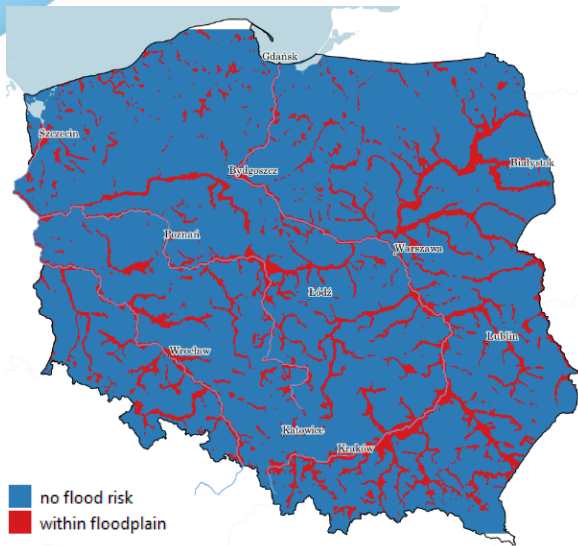 Gdańsk
Szczecin
Białystok
Bydgoszcz
Poznań
Warszawa
Łódź
Lublin
Wrocław
Katowice
Kraków
no flood risk
within floodplain